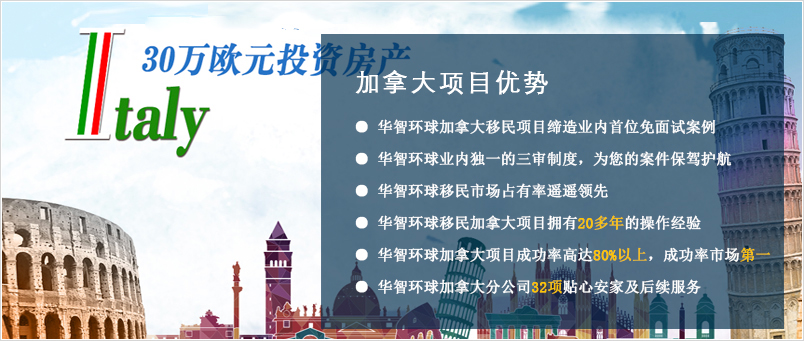 Italy
30万欧元投资房产
加拿大项目优势
华智环球加拿大移民项目缔造业内首位免面试案例
华智环球业内独一的三审制度，为您的案件保驾护航
华智环球移民市场占有率遥遥领先
华智环球移民加拿大项目拥有20多年的操作经验
华智环球加拿大项目成功率高达80%以上，成功率市场第一
华智环球加拿大分公司32项贴心安家及后续服务